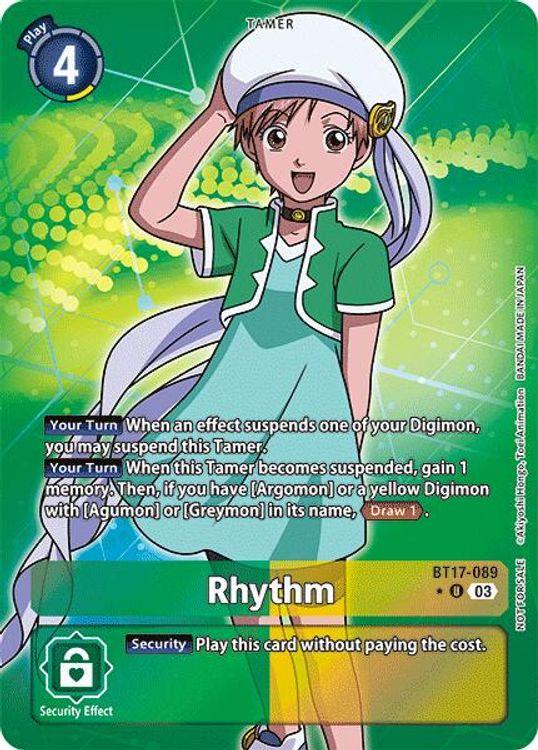 TAMER
Play
4
Your Turn When an effect suspends one of your Digimon,
you may suspend this Tamer.
Your Turn When this Tamer becomes suspended, gain 1
memory. Then, if you have [Argomon] or a yellow Digimon
with [Agumon] or [Greymon] in its name, Draw 1 .
©Akiyoshi Hongo, Toei Animation BANDAI MADE IN JAPAN
NOT FOR SALE
BT17-089
Rhythm
★ U 03
Security Play this card without paying the cost.
Security Effect